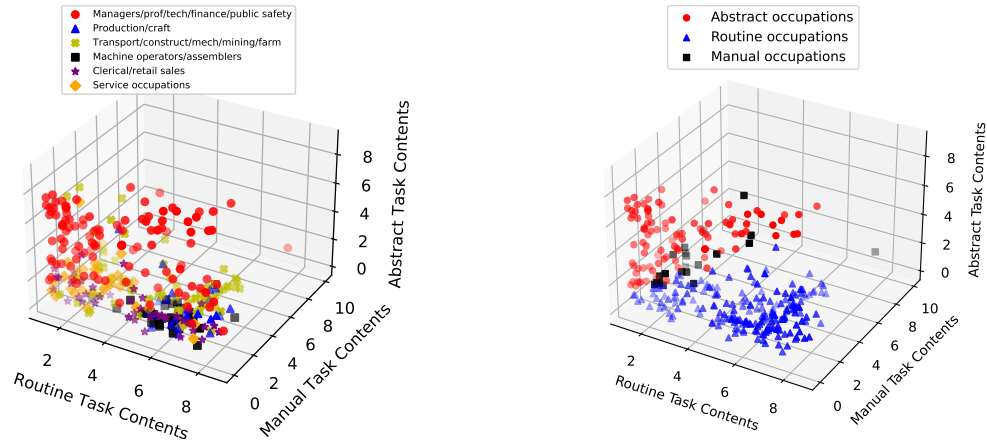 Managers/prof/tech/finance/public safety
Production/craft
Transport/construct/mech/mining/farm
Machine operators/assemblers
Clerical/retail sales
Service occupations
8
6
4
2
0
Abstract Task Contents
10
8
6
4
2
0
Manual Task Contents
2
4
6
8
Routine Task Contents
Abstract occupations
Routine occupations
Manual occupations
8
6
4
2
0
Abstract Task Contents
10
8
6
4
2
0
Manual Task Contents
2
4
6
8
Routine Task Contents